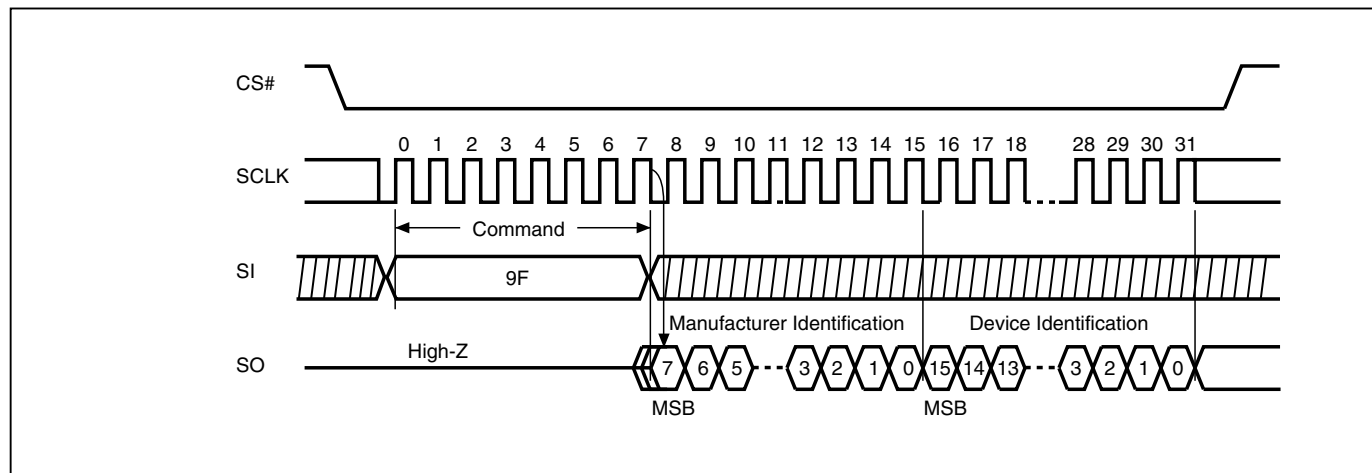 CS#
0 1 2 3 4 5 6 7 8 9 10 11 12 13 14 15 16 17 18 28 29 30 31
SCLK
Command
SI
9F
Manufacturer Identification Device Identification
High-Z
SO
7 6 5 3 2 1 0 15 14 13 3 2 1 0
MSB MSB